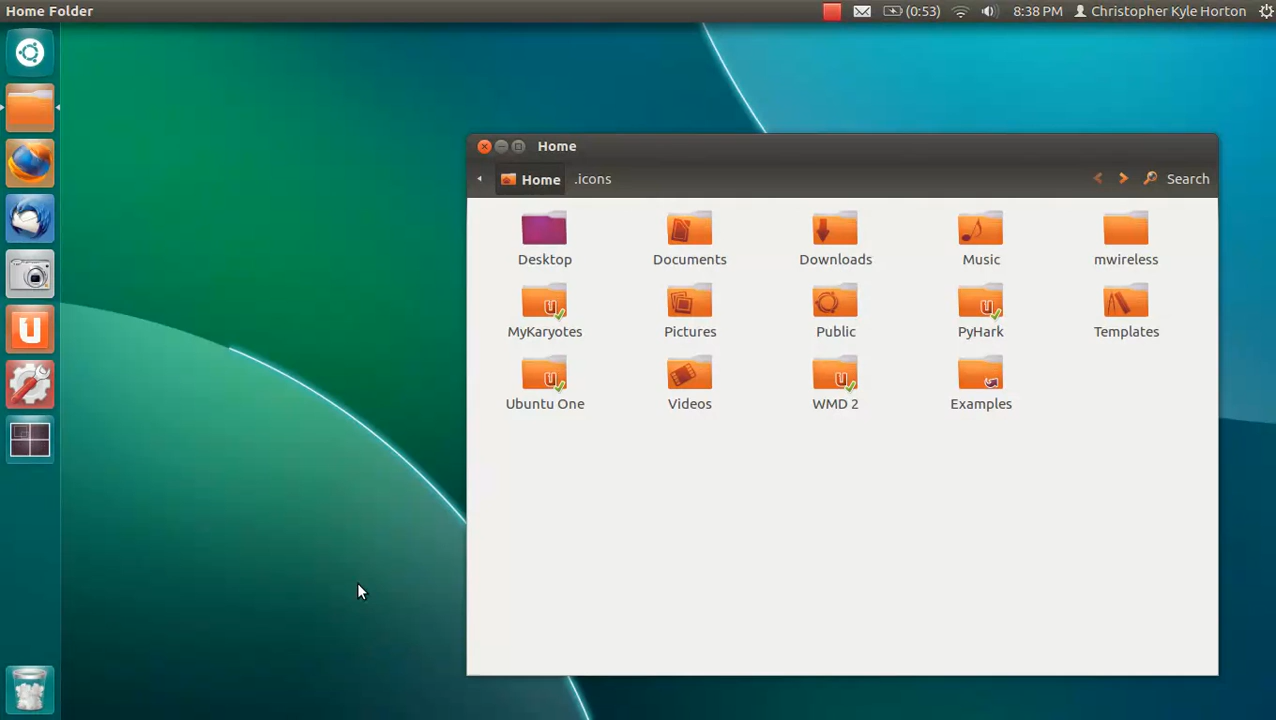 Home Folder
(0:53)
8:38 PM
Christopher Kyle Horton
Home
Home
.icons
Search
Desktop
Documents
Downloads
Music
mwireless
MyKaryotes
Pictures
Public
PyHark
Templates
Ubuntu One
Videos
WMD 2
Examples